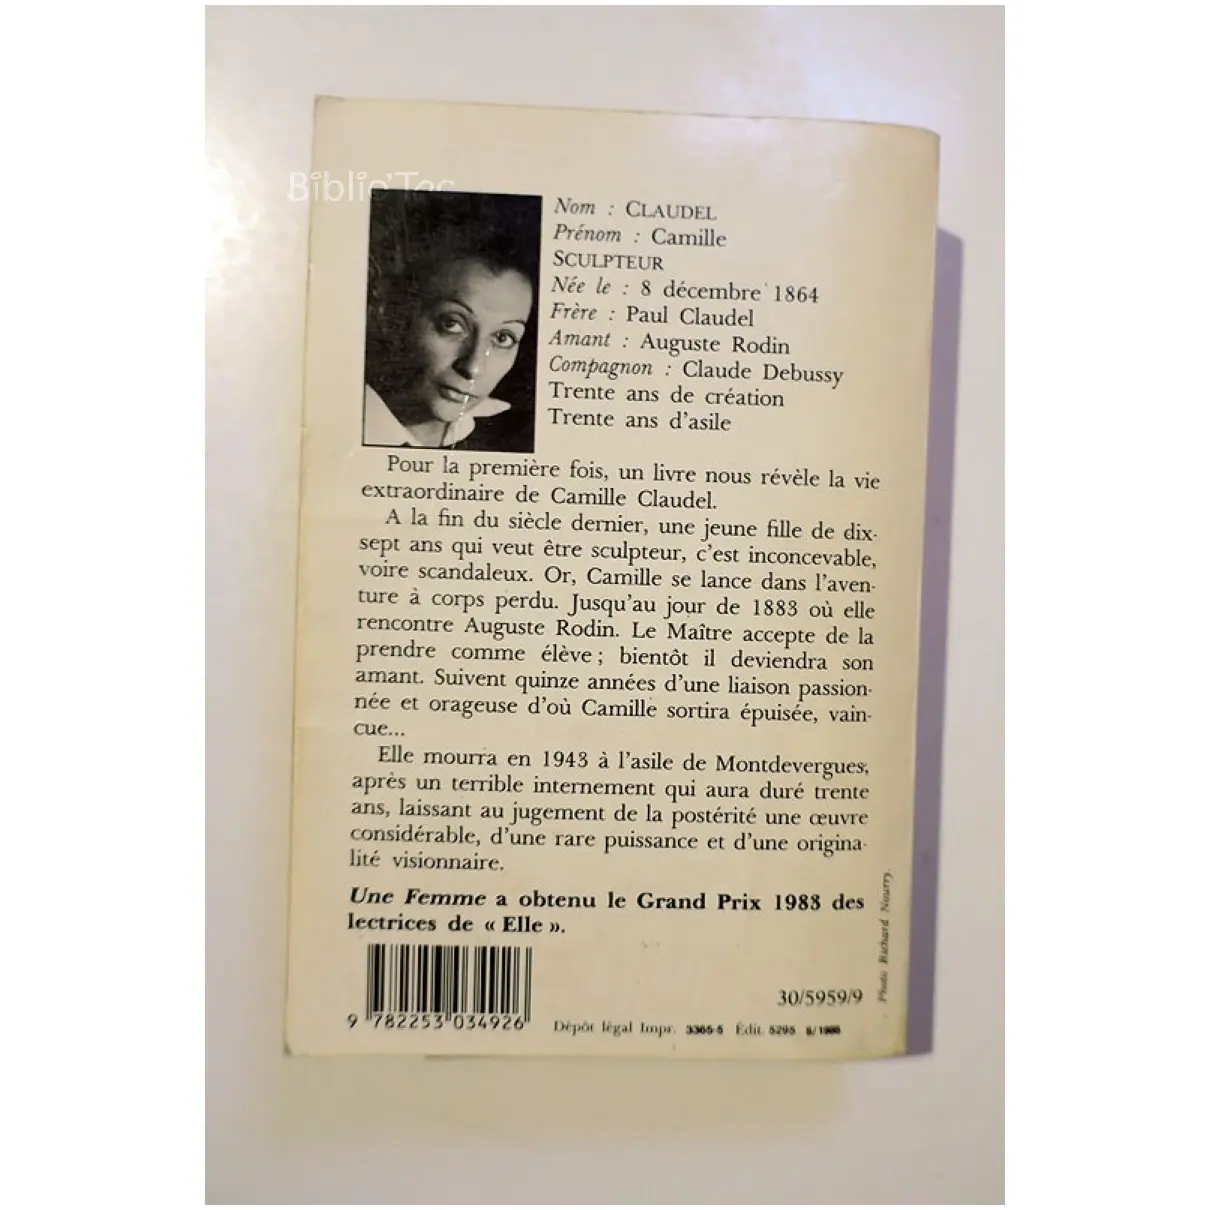 Biblio'Tec
Nom : CLAUDEL
Prénom : Camille
SCULPTEUR
Née le : 8 décembre 1864
Frère : Paul Claudel
Amant : Auguste Rodin
Compagnon : Claude Debussy
Trente ans de création
Trente ans d'asile
Pour la première fois, un livre nous révèle la vie
extraordinaire de Camille Claudel.
A la fin du siècle dernier, une jeune fille de dix-
sept ans qui veut être sculpteur, c'est inconcevable,
voire scandaleux. Or, Camille se lance dans l'aven-
ture à corps perdu. Jusqu'au jour de 1883 où elle
rencontre Auguste Rodin. Le Maître accepte de la
prendre comme élève ; bientôt il deviendra son
amant. Suivent quinze années d'une liaison passion-
née et orageuse d'où Camille sortira épuisée, vain-
cue...
Elle mourra en 1943 à l'asile de Montdevergues,
après un terrible internement qui aura duré trente
ans, laissant au jugement de la postérité une œuvre
considérable, d'une rare puissance et d'une origina-
lité visionnaire.
Une Femme a obtenu le Grand Prix 1983 des
lectrices de « Elle ».
Photo Richard Nourry.
30/5959/9
9 782253 034926
Dépôt légal Impr. 3365-5 Édit. 5295